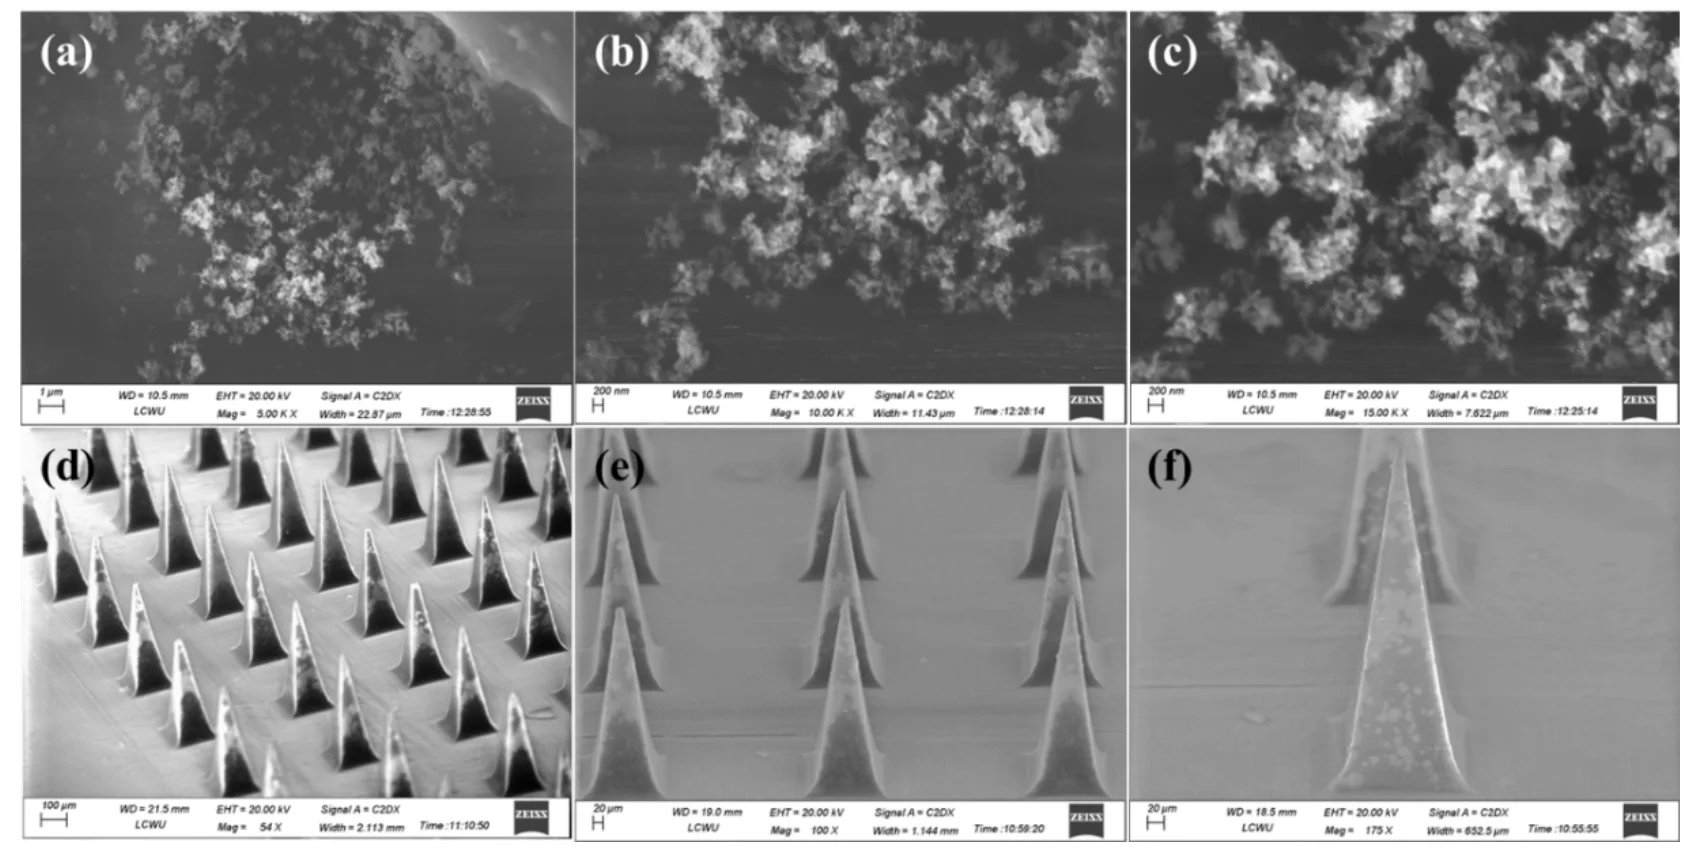 (a)
(b)
(c)
1 µm
WD = 10.5 mm EHT = 20.00 kV Signal A = C2DX
LCWU Mag = 5.00 K X Width = 22.87 µm Time :12:28:55
ZEISS
200 nm
WD = 10.5 mm EHT = 20.00 kV Signal A = C2DX
LCWU Mag = 10.00 K X Width = 11.43 µm Time :12:28:14
ZEISS
200 nm
WD = 10.5 mm EHT = 20.00 kV Signal A = C2DX
LCWU Mag = 15.00 K X Width = 7.622 µm Time :12:25:14
ZEISS
(d)
(e)
(f)
100 µm
WD = 21.5 mm EHT = 20.00 kV Signal A = C2DX
LCWU Mag = 54 X Width = 2.113 mm Time :11:10:50
ZEISS
20 µm
WD = 19.0 mm EHT = 20.00 kV Signal A = C2DX
LCWU Mag = 100 X Width = 1.144 mm Time :10:59:20
ZEISS
20 µm
WD = 18.5 mm EHT = 20.00 kV Signal A = C2DX
LCWU Mag = 175 X Width = 652.5 µm Time :10:55:55
ZEISS